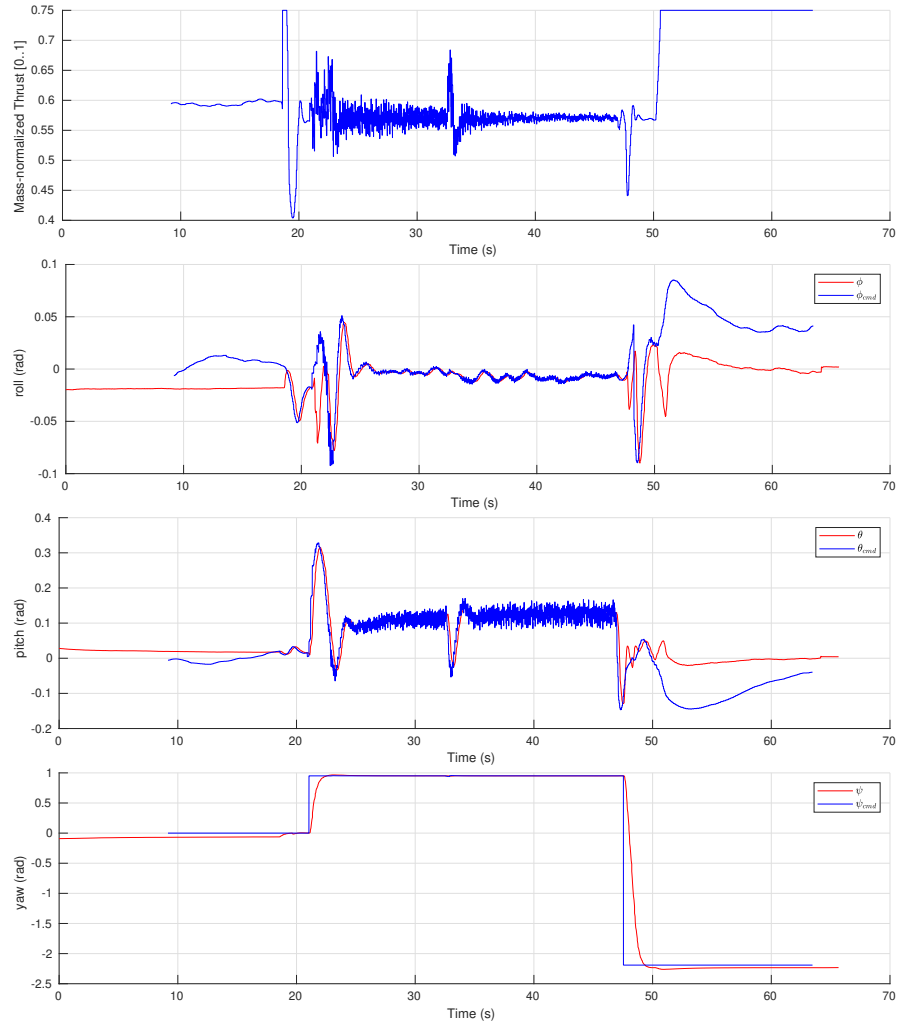 0.75
0.7
0.65
0.6
0.55
0.5
0.45
0.4
Mass-normalized Thrust [0..1]
0 10 20 30 40 50 60 70
Time (s)
0.1
0.05
0
-0.05
-0.1
roll (rad)
ϕ
ϕcmd
0 10 20 30 40 50 60 70
Time (s)
0.4
0.3
0.2
0.1
0
-0.1
-0.2
pitch (rad)
θ
θcmd
0 10 20 30 40 50 60 70
Time (s)
1
0.5
0
-0.5
-1
-1.5
-2
-2.5
yaw (rad)
ψ
ψcmd
0 10 20 30 40 50 60 70
Time (s)